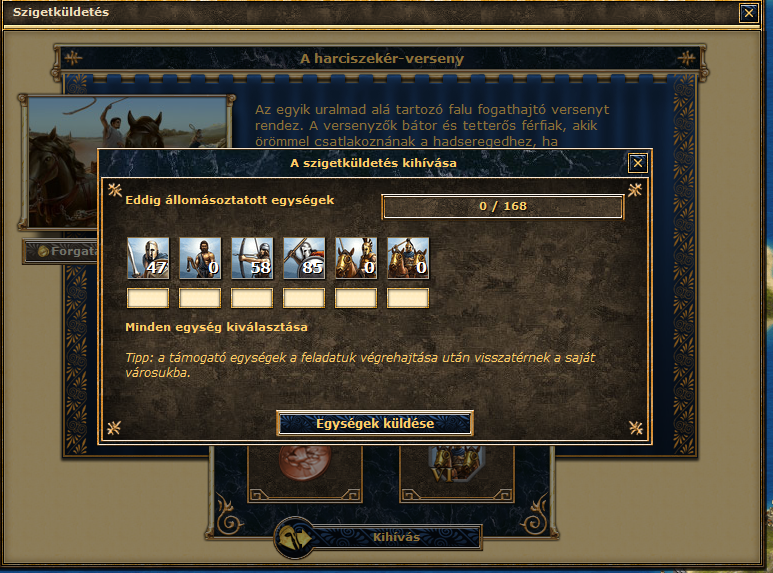 Szigetküldetés
A harciszekér-verseny
Az egyik uralmad alá tartozó falu fogathajtó versenyt
rendez. A versenyzők bátor és tetterős férfiak, akik
örömmel csatlakoznának a hadseregedhez, ha
A szigetküldetés kihívása
Eddig állomásoztatott egységek
0 / 168
47 0 58 85 0 0
Minden egység kiválasztása
Tipp: a támogató egységek a feladatuk végrehajtása után visszatérnek a saját
városukba.
Egységek küldése
Kihívás